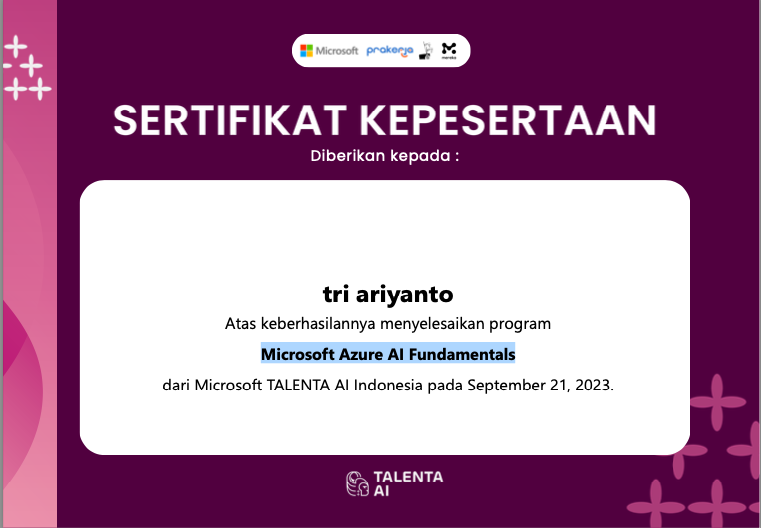 Microsoft prakerja mereka
SERTIFIKAT KEPESERTAAN
Diberikan kepada :
tri ariyanto
Atas keberhasilannya menyelesaikan program
Microsoft Azure AI Fundamentals
dari Microsoft TALENTA AI Indonesia pada September 21, 2023.
TALENTA
AI